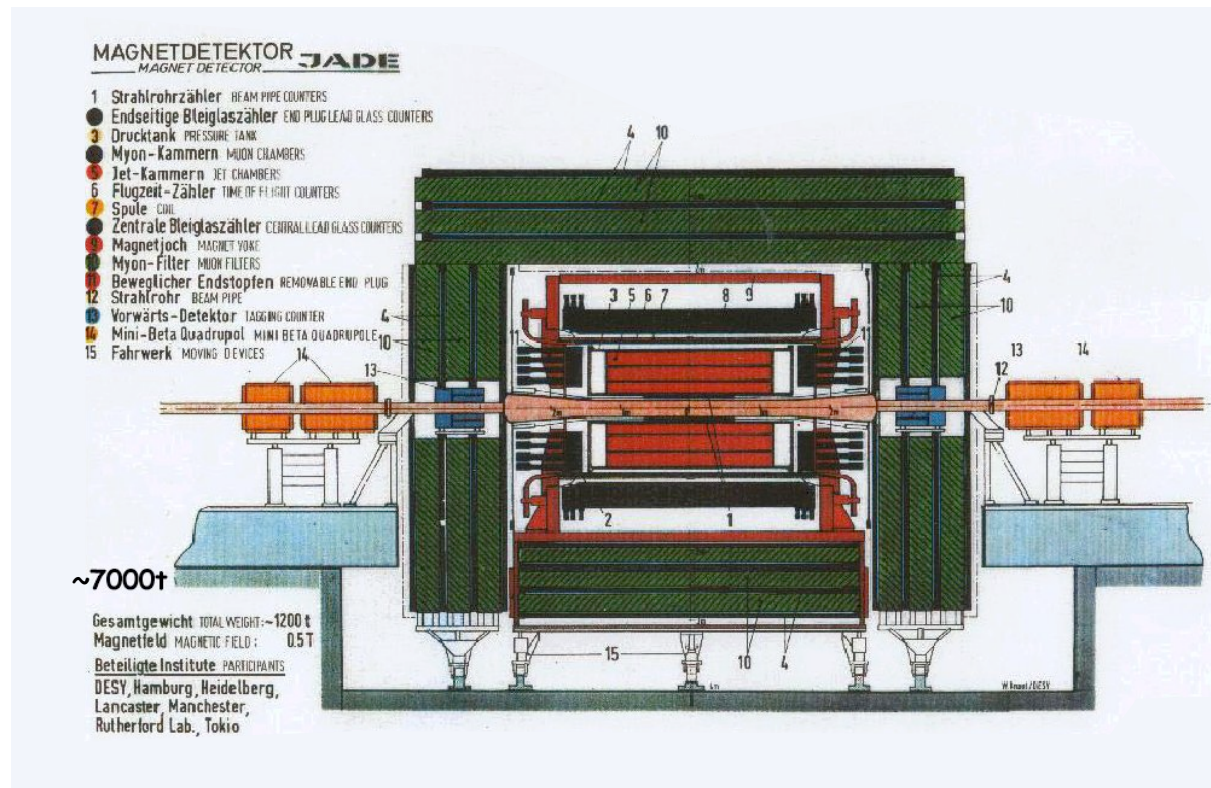 MAGNETDETEKTOR JADE
MAGNET DETECTOR
1 Strahlrohrzähler BEAM PIPE COUNTERS
Endseitige Bleiglaszähler END PLUG LEAD GLASS COUNTERS
3 Drucktank PRESSURE TANK
Myon-Kammern MUON CHAMBERS
5 Jet-Kammern JET CHAMBERS
6 Flugzeit-Zähler TIME OF FLIGHT COUNTERS
7 Spule COIL
Zentrale Bleiglaszähler CENTRAL LEAD GLASS COUNTERS
9 Magnetjoch MAGNET YOKE
10 Myon-Filter MUON FILTERS
11 Beweglicher Endstopfen REMOVABLE END PLUG
12 Strahlrohr BEAM PIPE
13 Vorwärts-Detektor TAGGING COUNTER
14 Mini-Beta Quadrupol MINI BETA QUADRUPOLE
15 Fahrwerk MOVING DEVICES
4 10
4
10
3 5 6 7 8 9
4
10
11 11
14
13
12
13 14
2 1
15
10 4
~7000t
Gesamtgewicht TOTAL WEIGHT: ~1200 t
Magnetfeld MAGNETIC FIELD: 0.5 T
Beteiligte Institute PARTICIPANTS
DESY, Hamburg, Heidelberg,
Lancaster, Manchester,
Rutherford Lab., Tokio